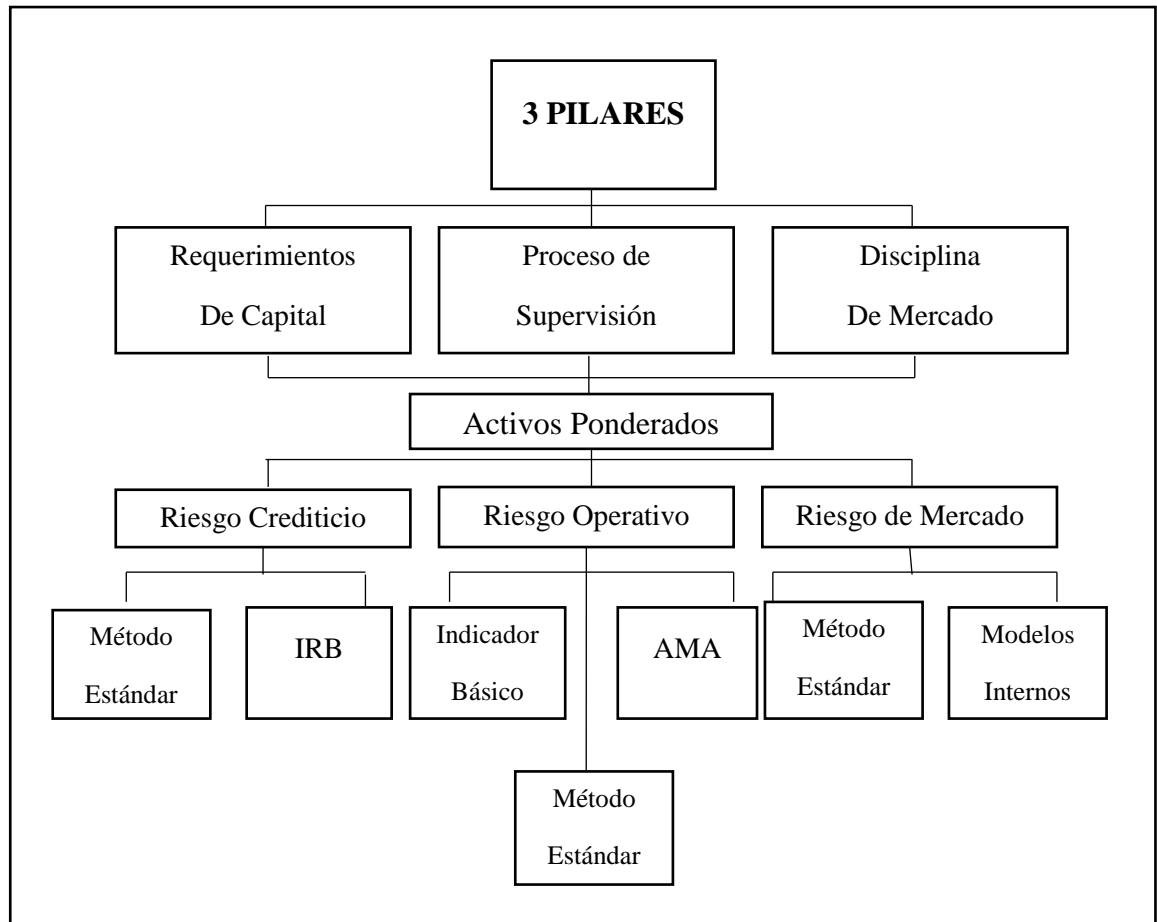 3 PILARES
Requerimientos
De Capital
Proceso de
Supervisión
Disciplina
De Mercado
Activos Ponderados
Riesgo Crediticio
Riesgo Operativo
Riesgo de Mercado
Método
Estándar
IRB
Indicador
Básico
AMA
Método
Estándar
Modelos
Internos
Método
Estándar